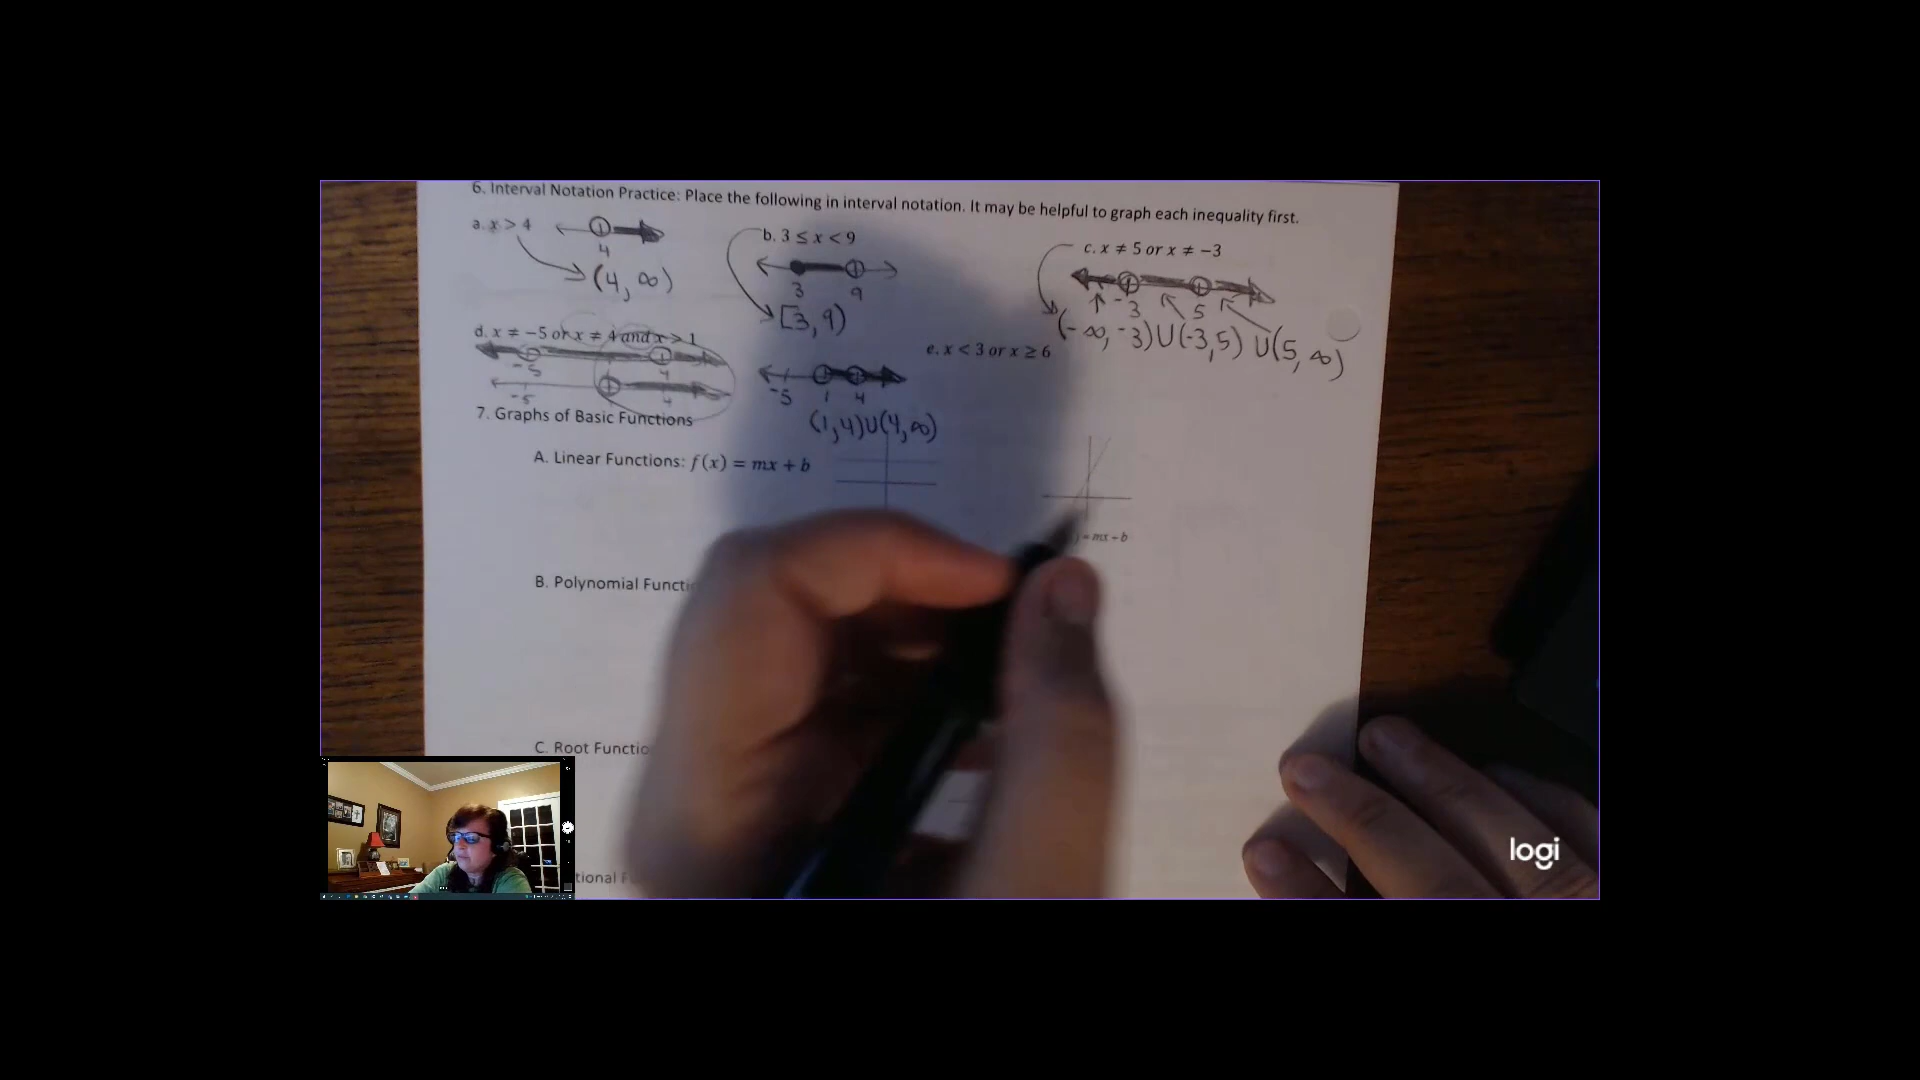 6. Interval Notation Practice: Place the following in interval notation. It may be helpful to graph each inequality first.
a. x > 4
4
(4, ∞)
b. 3 ≤ x < 9
3 9
[3, 9)
c. x ≠ 5 or x ≠ −3
-3 5
(-∞, -3)∪(-3,5) ∪(5, ∞)
d. x ≠ −5 or x ≠ 4 and x > 1
-5 4
-5 4
-5 1 4
(1,4)∪(4,∞)
e. x < 3 or x ≥ 6
7. Graphs of Basic Functions
A. Linear Functions: f(x) = mx + b
= mx + b
B. Polynomial
C. Root
logi